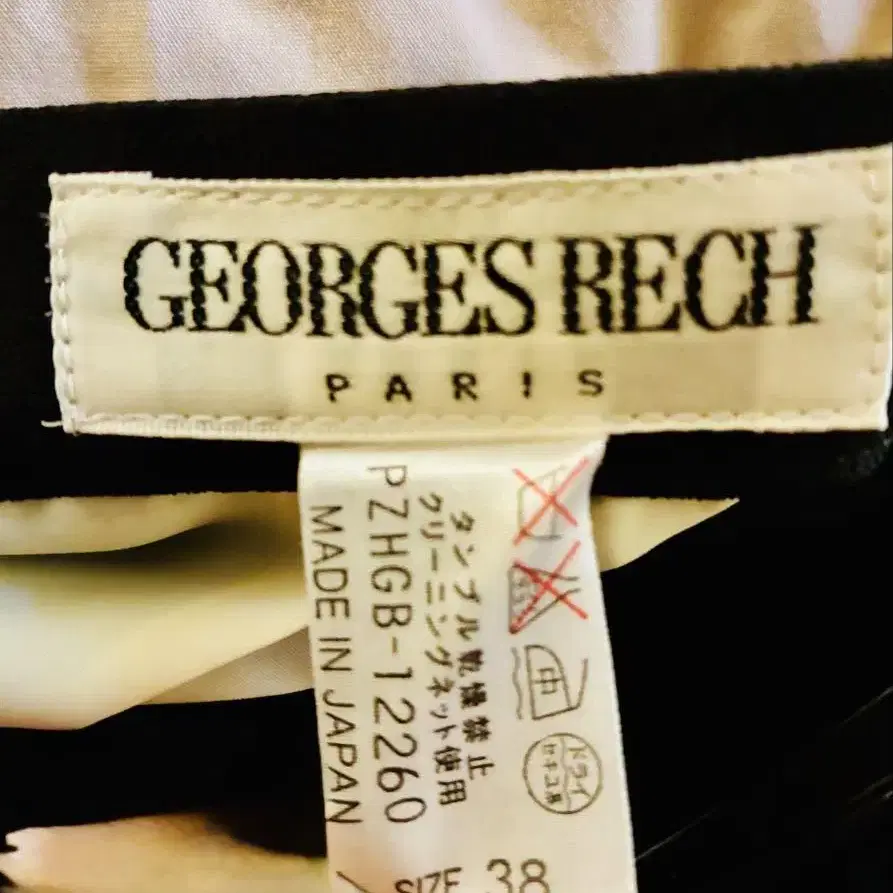 GEORGES RECH
PARIS
中
ドライ
セキユ系
タンブル乾燥禁止
クリーニングネット使用
PZHGB-12260
MADE IN JAPAN
SIZE 38